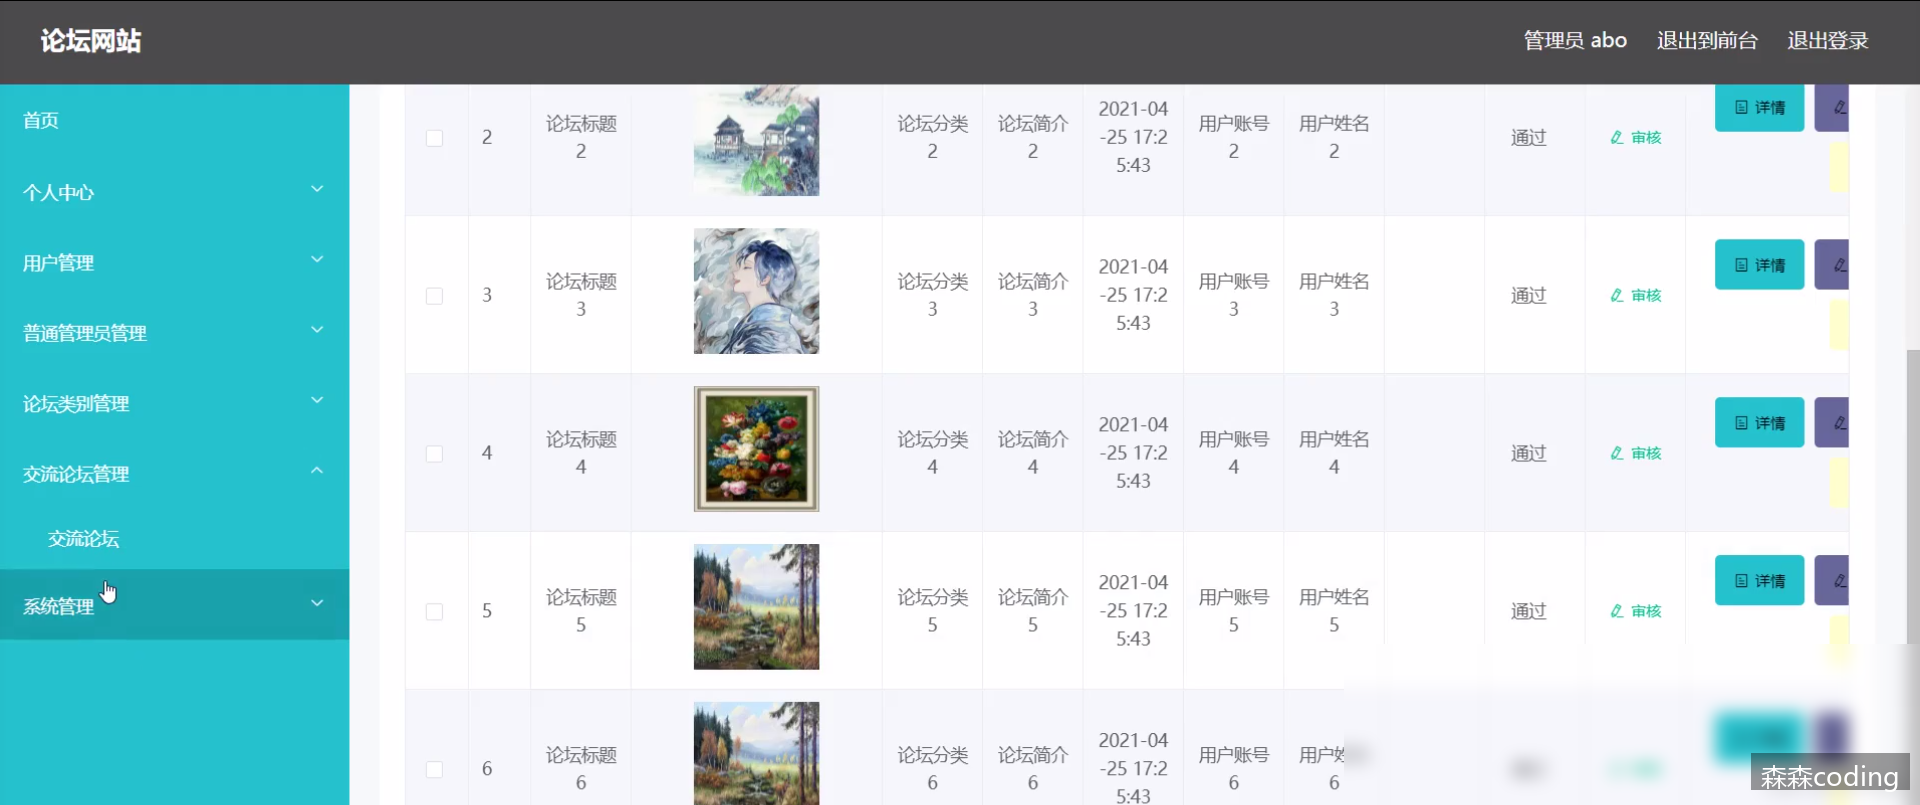 论坛网站
管理员 abo 退出到前台 退出登录
首页
个人中心
用户管理
普通管理员管理
论坛类别管理
交流论坛管理
交流论坛
系统管理
2
论坛标题
2
论坛分类
2
论坛简介
2
2021-04
-25 17:2
5:43
用户账号
2
用户姓名
2
通过
审核
详情
3
论坛标题
3
论坛分类
3
论坛简介
3
2021-04
-25 17:2
5:43
用户账号
3
用户姓名
3
通过
审核
详情
4
论坛标题
4
论坛分类
4
论坛简介
4
2021-04
-25 17:2
5:43
用户账号
4
用户姓名
4
通过
审核
详情
5
论坛标题
5
论坛分类
5
论坛简介
5
2021-04
-25 17:2
5:43
用户账号
5
用户姓名
5
通过
审核
详情
6
论坛标题
6
论坛分类
6
论坛简介
6
2021-04
-25 17:2
5:43
用户账号
6
用户姓
6
森森coding